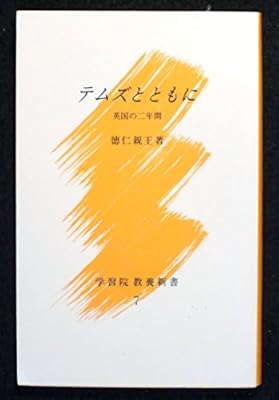 テムズとともに
英国の二年間
徳仁親王著
学習院 教養新書
7